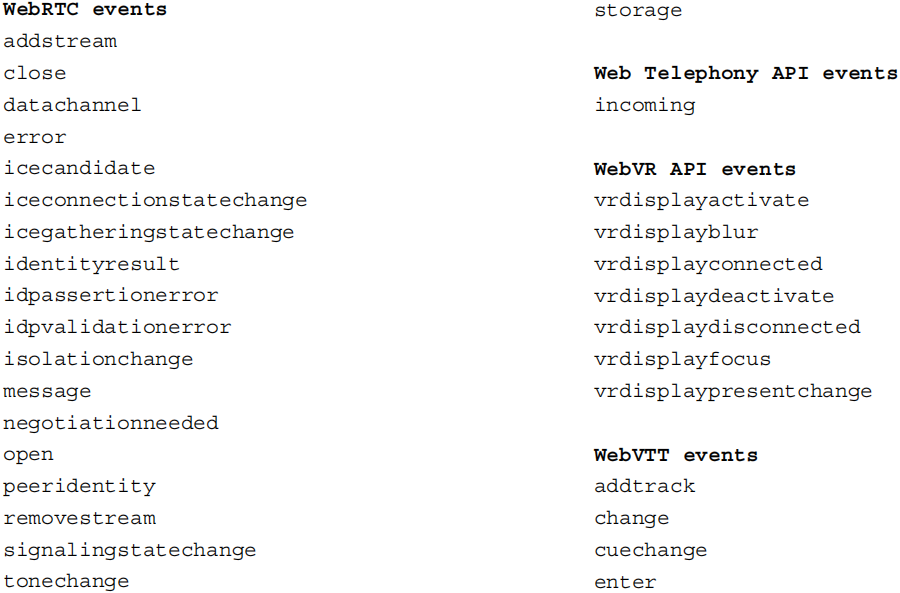 WebRTC events
addstream
close
datachannel
error
icecandidate
iceconnectionstatechange
icegatheringstatechange
identityresult
idpassertionerror
idpvalidationerror
isolationchange
message
negotiationneeded
open
peeridentity
removestream
signalingstatechange
tonechange
storage
Web Telephony API events
incoming
WebVR API events
vrdisplayactivate
vrdisplayblur
vrdisplayconnected
vrdisplaydeactivate
vrdisplaydisconnected
vrdisplayfocus
vrdisplaypresentchange
WebVTT events
addtrack
change
cuechange
enter